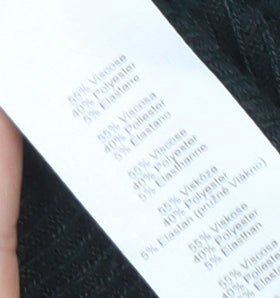 55% Viscose
40% Polyester
5% Elastane
55% Viscosa
40% Poliester
5% Elastano
55% Viscose
40% Polyester
5% Elasthanne
55% Viskóza
40% Polyester
5% Elastan (pružné vlákno)
55% Viskose
40% Polyester
5% Elasthan
55% Viscosa
40% Poliestere